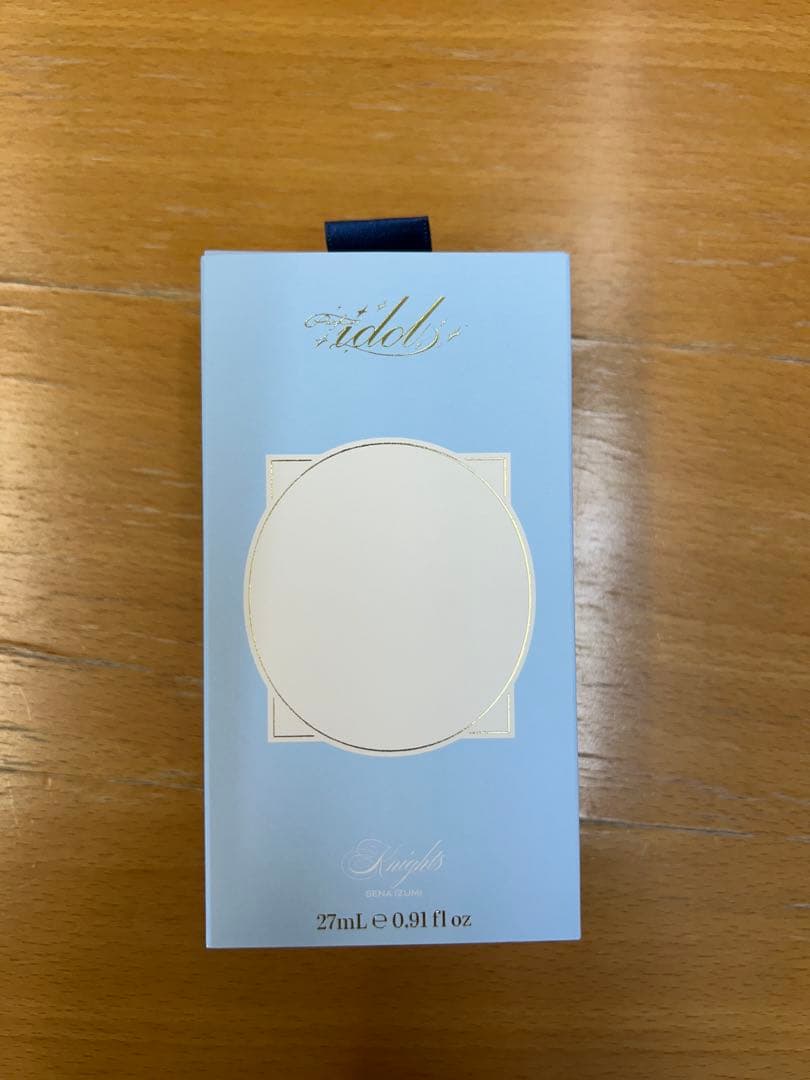 idol
Knights
SENA IZUMI
27mL ℮ 0.91 fl oz